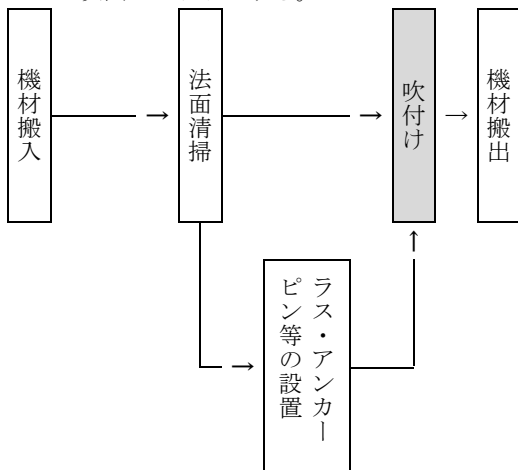 機材搬入
法面清掃
吹付け
機材搬出
ラス・アンカー
ピン等の設置